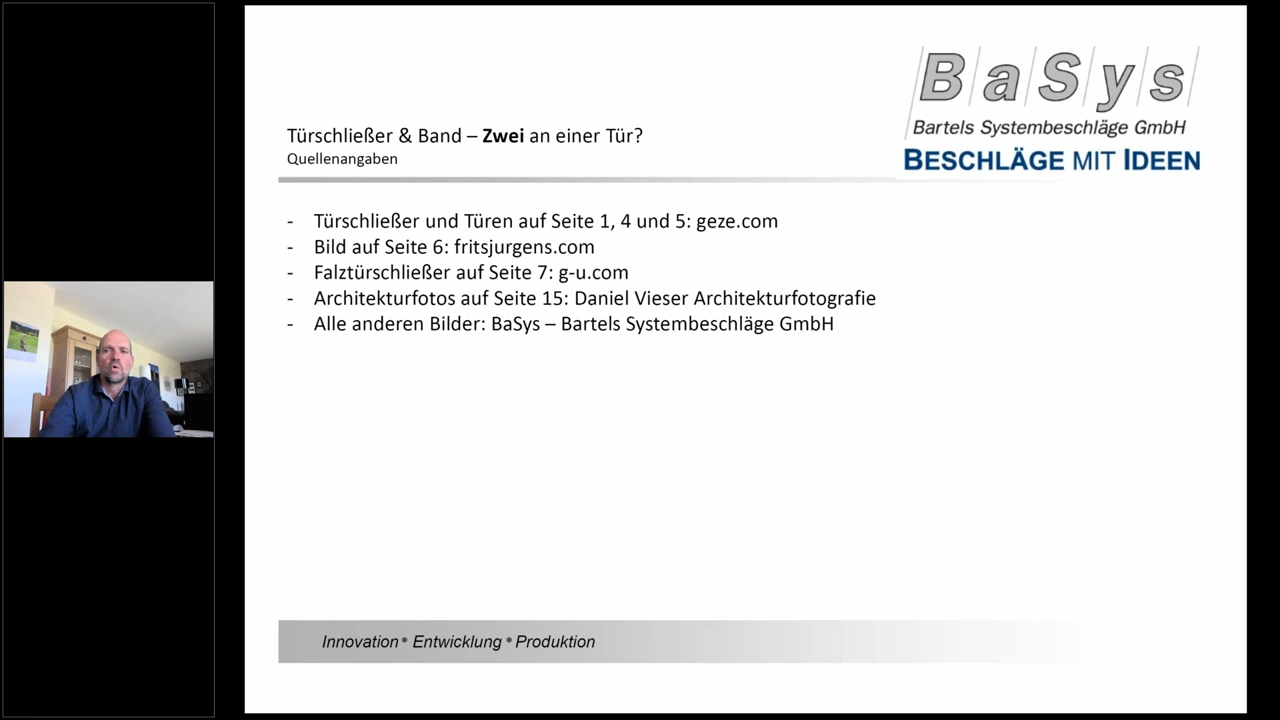 BaSys
Bartels Systembeschläge GmbH
BESCHLÄGE MIT IDEEN
Türschließer & Band – Zwei an einer Tür?
Quellenangaben
- Türschließer und Türen auf Seite 1, 4 und 5: geze.com
- Bild auf Seite 6: fritsjurgens.com
- Falztürschließer auf Seite 7: g-u.com
- Architekturfotos auf Seite 15: Daniel Vieser Architekturfotografie
- Alle anderen Bilder: BaSys – Bartels Systembeschläge GmbH
Innovation • Entwicklung • Produktion